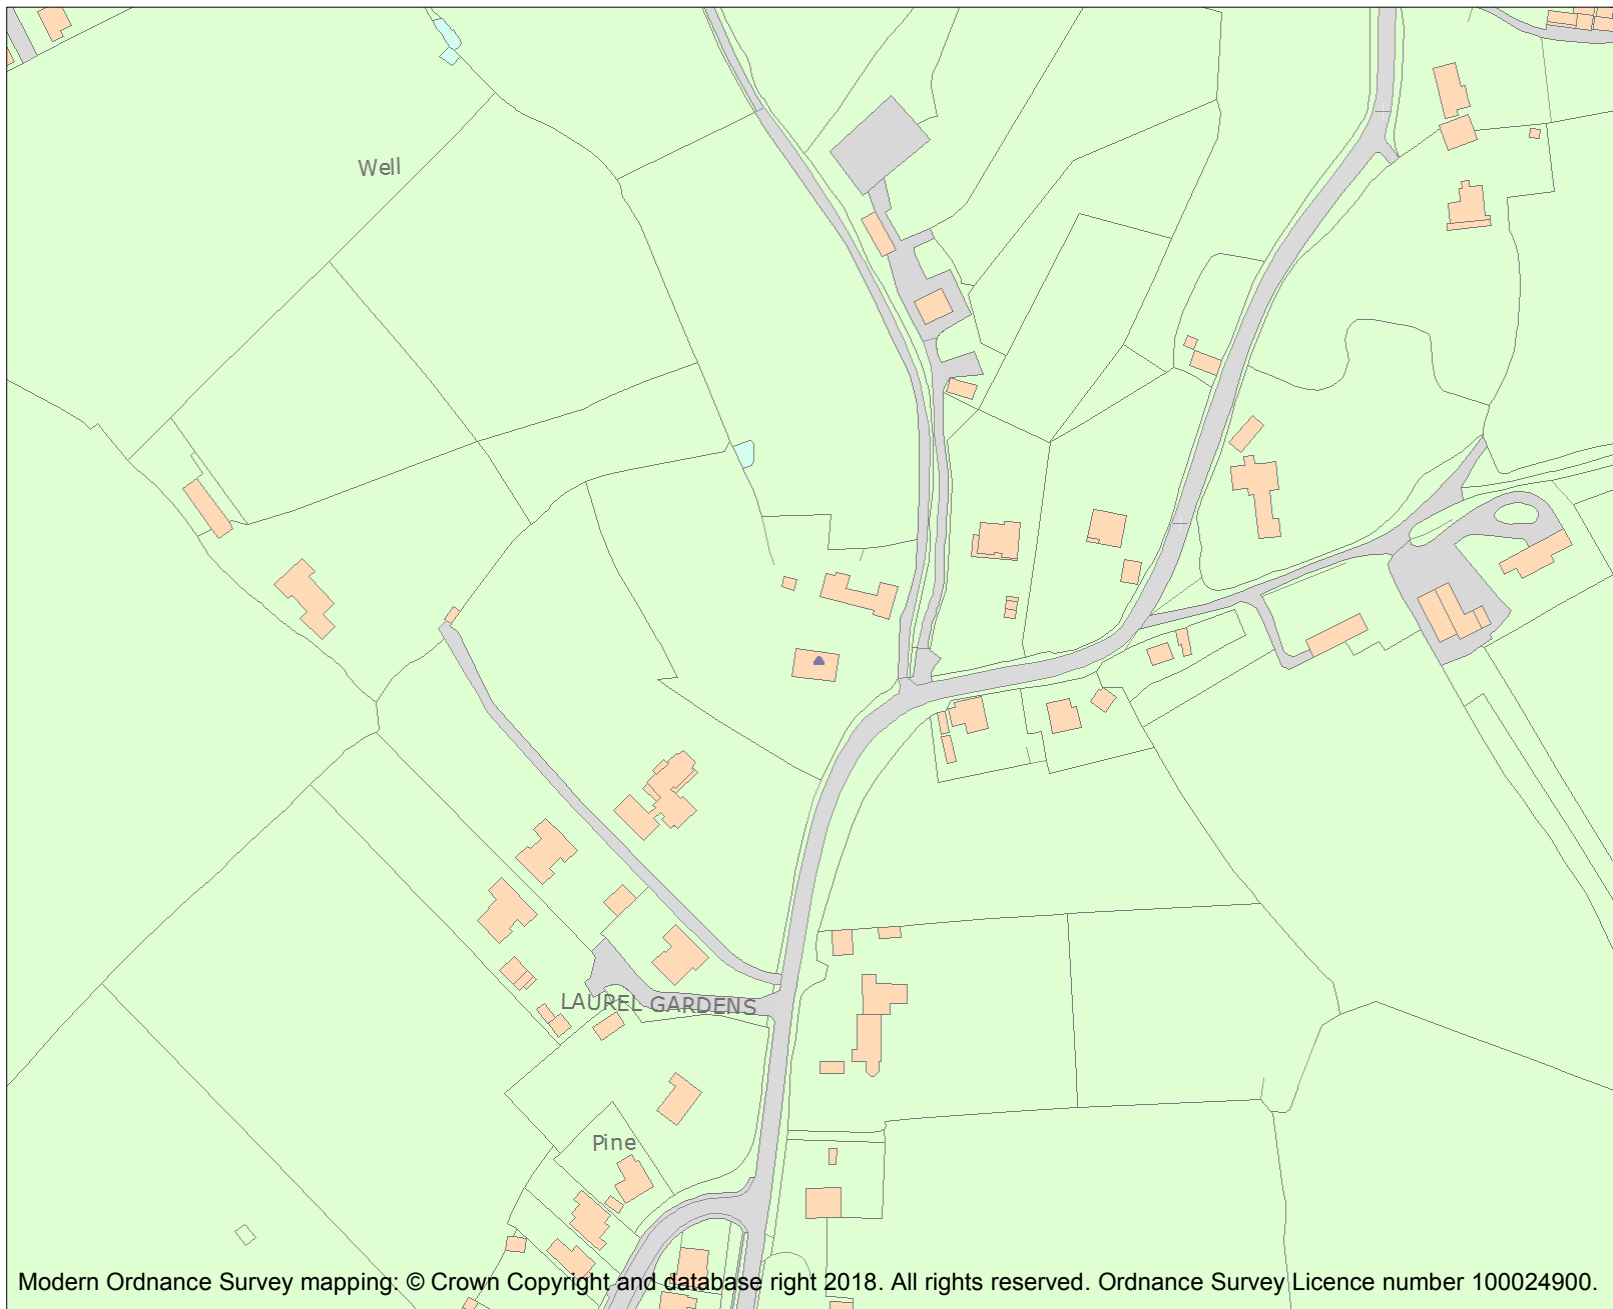 Well
LAUREL GARDENS
Pine
Modern Ordnance Survey mapping: © Crown Copyright and database right 2018. All rights reserved. Ordnance Survey Licence number 100024900.